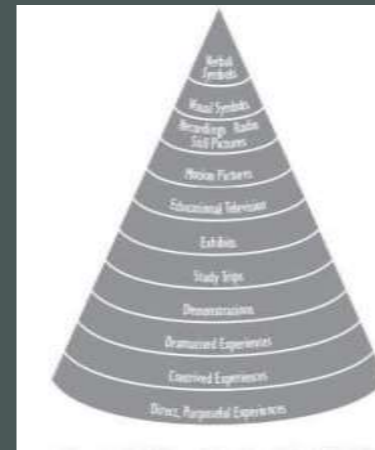 Verbal
Symbols
Visual Symbols
Recordings Radio
Still Pictures
Motion Pictures
Educational Television
Exhibits
Study Trips
Demonstrations
Dramatized Experiences
Contrived Experiences
Direct, Purposeful Experiences